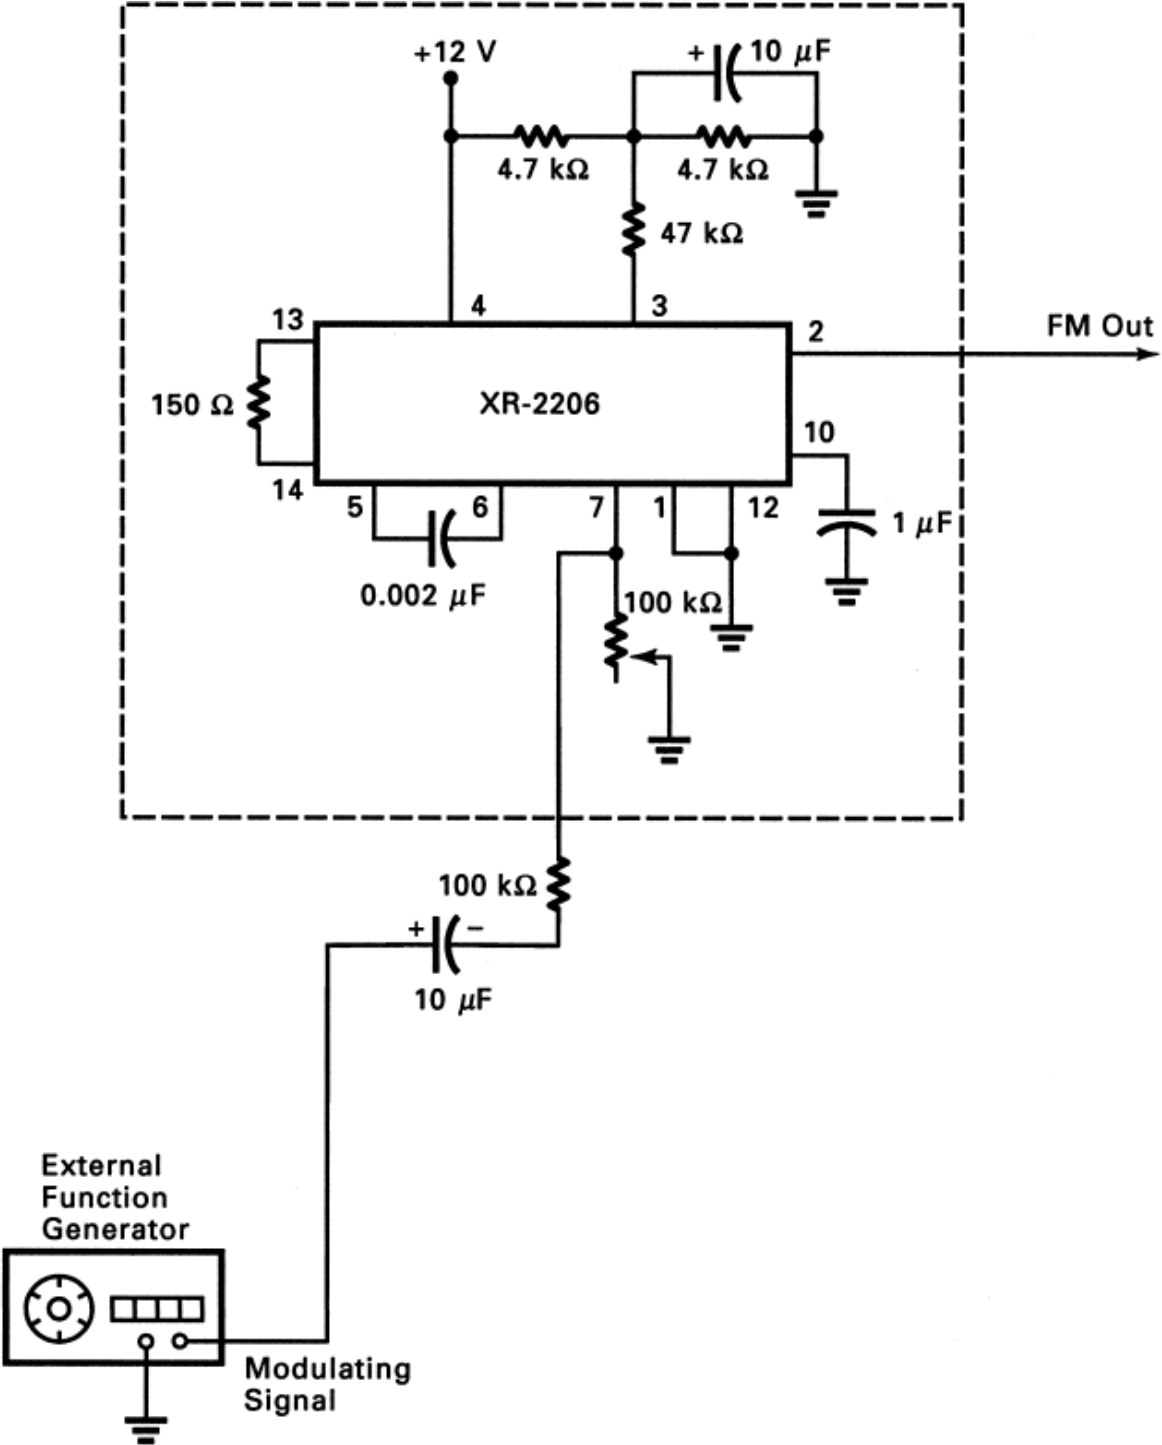 +12 V
+
10 μF
4.7 kΩ
4.7 kΩ
47 kΩ
13
4
3
2
FM Out
150 Ω
XR-2206
10
14
5
6
7
1
12
1 μF
0.002 μF
100 kΩ
100 kΩ
+
−
10 μF
External
Function
Generator
Modulating
Signal